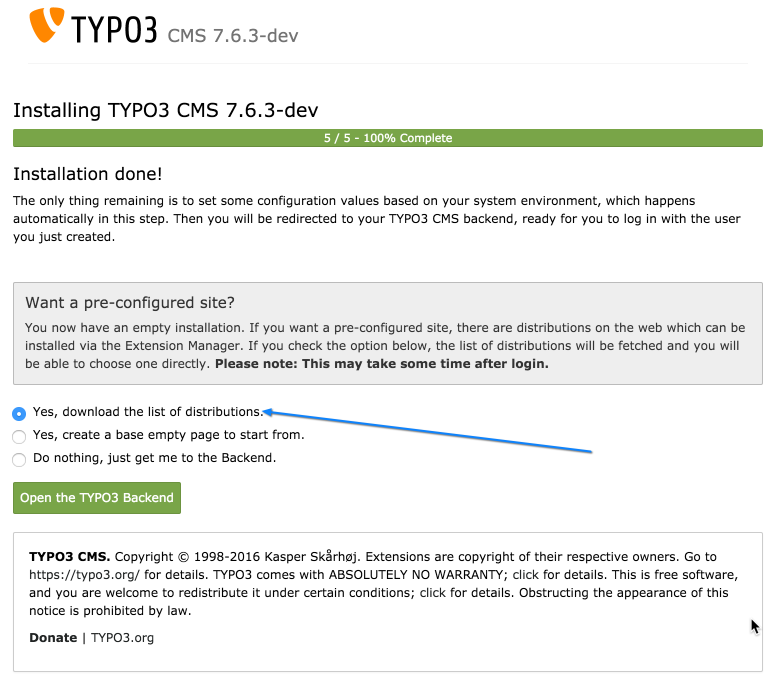 TYPO3 CMS 7.6.3-dev
Installing TYPO3 CMS 7.6.3-dev
5 / 5 - 100% Complete
Installation done!
The only thing remaining is to set some configuration values based on your system environment, which happens
automatically in this step. Then you will be redirected to your TYPO3 CMS backend, ready for you to log in with the user
you just created.
Want a pre-configured site?
You now have an empty installation. If you want a pre-configured site, there are distributions on the web which can be
installed via the Extension Manager. If you check the option below, the list of distributions will be fetched and you will
be able to choose one directly. Please note: This may take some time after login.
Yes, download the list of distributions.
Yes, create a base empty page to start from.
Do nothing, just get me to the Backend.
Open the TYPO3 Backend
TYPO3 CMS. Copyright © 1998-2016 Kasper Skårhøj. Extensions are copyright of their respective owners. Go to
https://typo3.org/ for details. TYPO3 comes with ABSOLUTELY NO WARRANTY; click for details. This is free software,
and you are welcome to redistribute it under certain conditions; click for details. Obstructing the appearance of this
notice is prohibited by law.
Donate | TYPO3.org